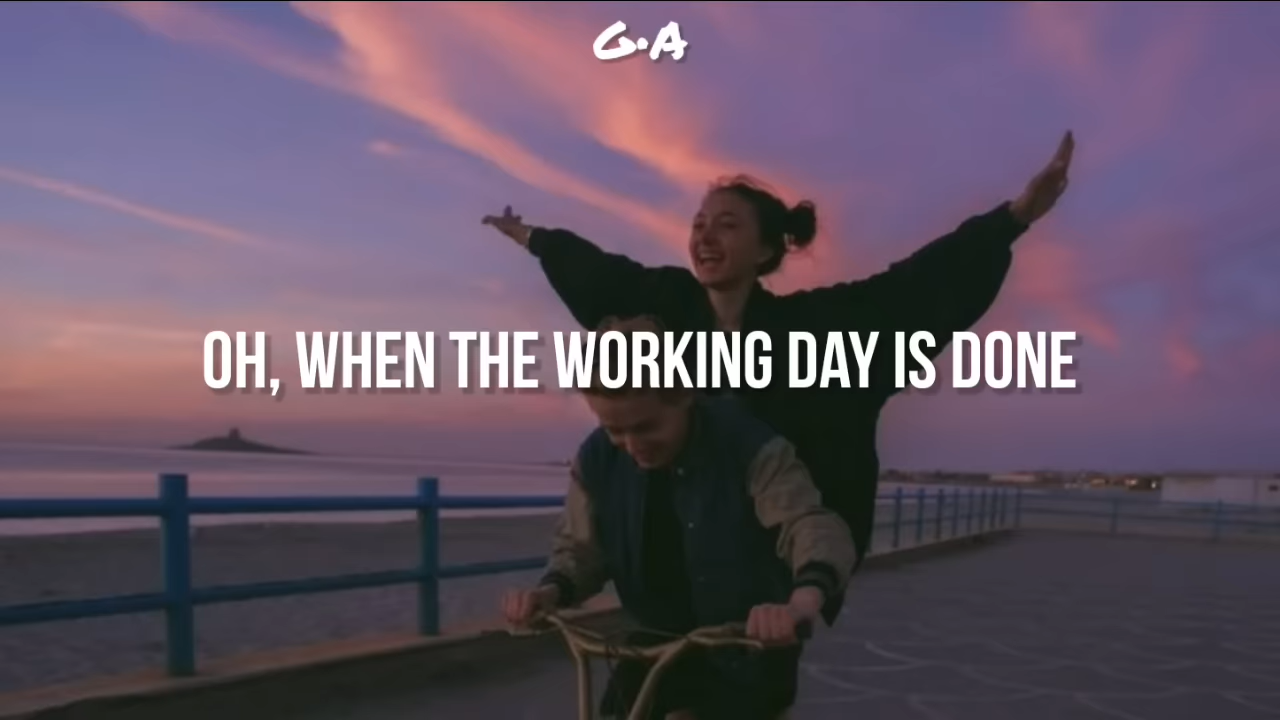 G•A
OH, WHEN THE WORKING DAY IS DONE